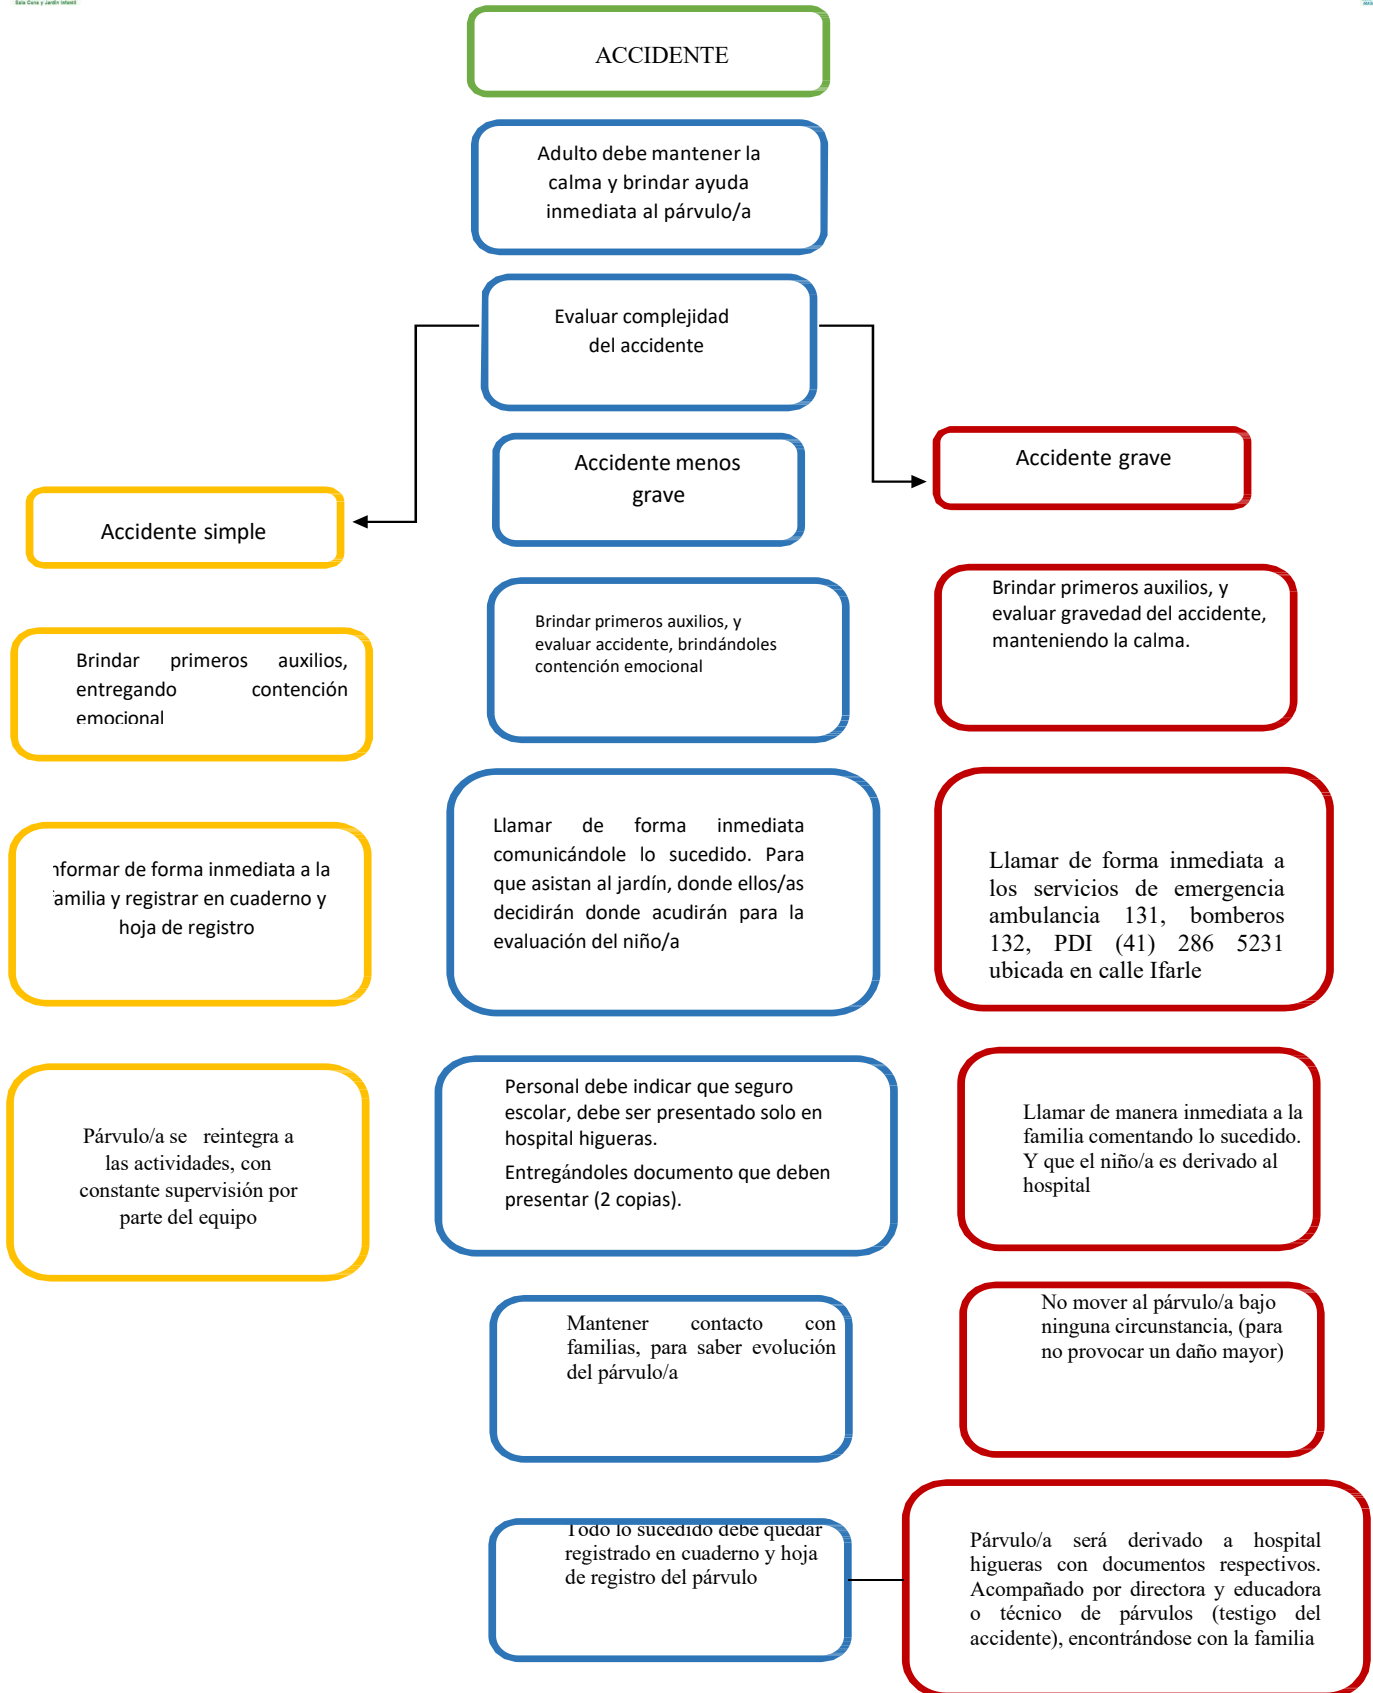 Sala Cuna y Jardín Infantil
ACCIDENTE
Adulto debe mantener la
calma y brindar ayuda
inmediata al párvulo/a
Evaluar complejidad
del accidente
Accidente menos
grave
Accidente grave
Accidente simple
Brindar primeros auxilios,
entregando contención
emocional
Brindar primeros auxilios, y
evaluar accidente, brindándoles
contención emocional
Brindar primeros auxilios, y
evaluar gravedad del accidente,
manteniendo la calma.
nformar de forma inmediata a la
amilia y registrar en cuaderno y
hoja de registro
Llamar de forma inmediata
comunicándole lo sucedido. Para
que asistan al jardín, donde ellos/as
decidirán donde acudirán para la
evaluación del niño/a
Llamar de forma inmediata a
los servicios de emergencia
ambulancia 131, bomberos
132, PDI (41) 286 5231
ubicada en calle Ifarle
Párvulo/a se reintegra a
las actividades, con
constante supervisión por
parte del equipo
Personal debe indicar que seguro
escolar, debe ser presentado solo en
hospital higueras.
Entregándoles documento que deben
presentar (2 copias).
Llamar de manera inmediata a la
familia comentando lo sucedido.
Y que el niño/a es derivado al
hospital
Mantener contacto con
familias, para saber evolución
del párvulo/a
No mover al párvulo/a bajo
ninguna circunstancia, (para
no provocar un daño mayor)
Todo lo sucedido debe quedar
registrado en cuaderno y hoja
de registro del párvulo
Párvulo/a será derivado a hospital
higueras con documentos respectivos.
Acompañado por directora y educadora
o técnico de párvulos (testigo del
accidente), encontrándose con la familia